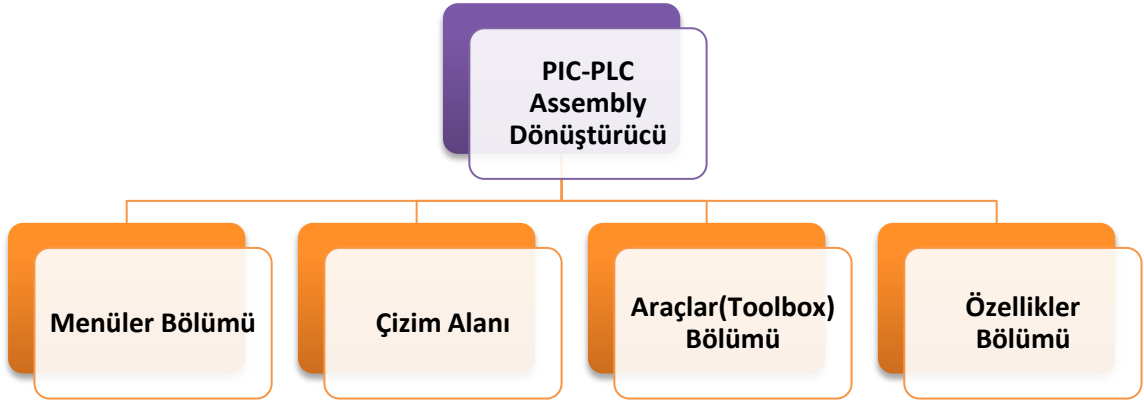 PIC-PLC
Assembly
Dönüştürücü
Menüler Bölümü
Çizim Alanı
Araçlar(Toolbox)
Bölümü
Özellikler
Bölümü